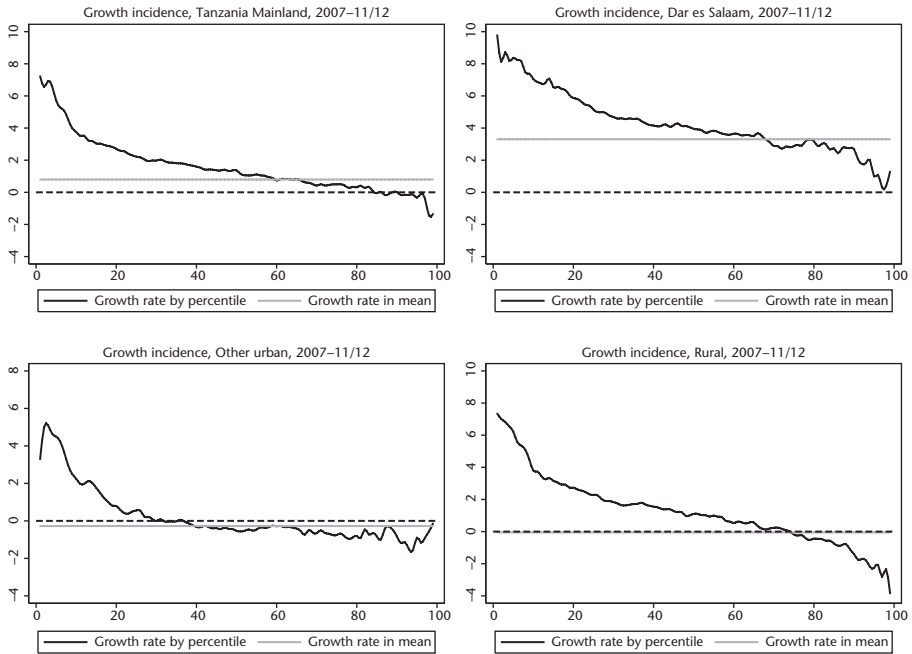 Growth incidence, Tanzania Mainland, 2007–11/12
10
8
6
4
2
0
−2
−4
0 20 40 60 80 100
Growth rate by percentile Growth rate in mean
Growth incidence, Dar es Salaam, 2007–11/12
10
8
6
4
2
0
−2
−4
0 20 40 60 80 100
Growth rate by percentile Growth rate in mean
Growth incidence, Other urban, 2007–11/12
8
6
4
2
0
−2
−4
0 20 40 60 80 100
Growth rate by percentile Growth rate in mean
Growth incidence, Rural, 2007–11/12
10
8
6
4
2
0
−2
−4
0 20 40 60 80 100
Growth rate by percentile Growth rate in mean